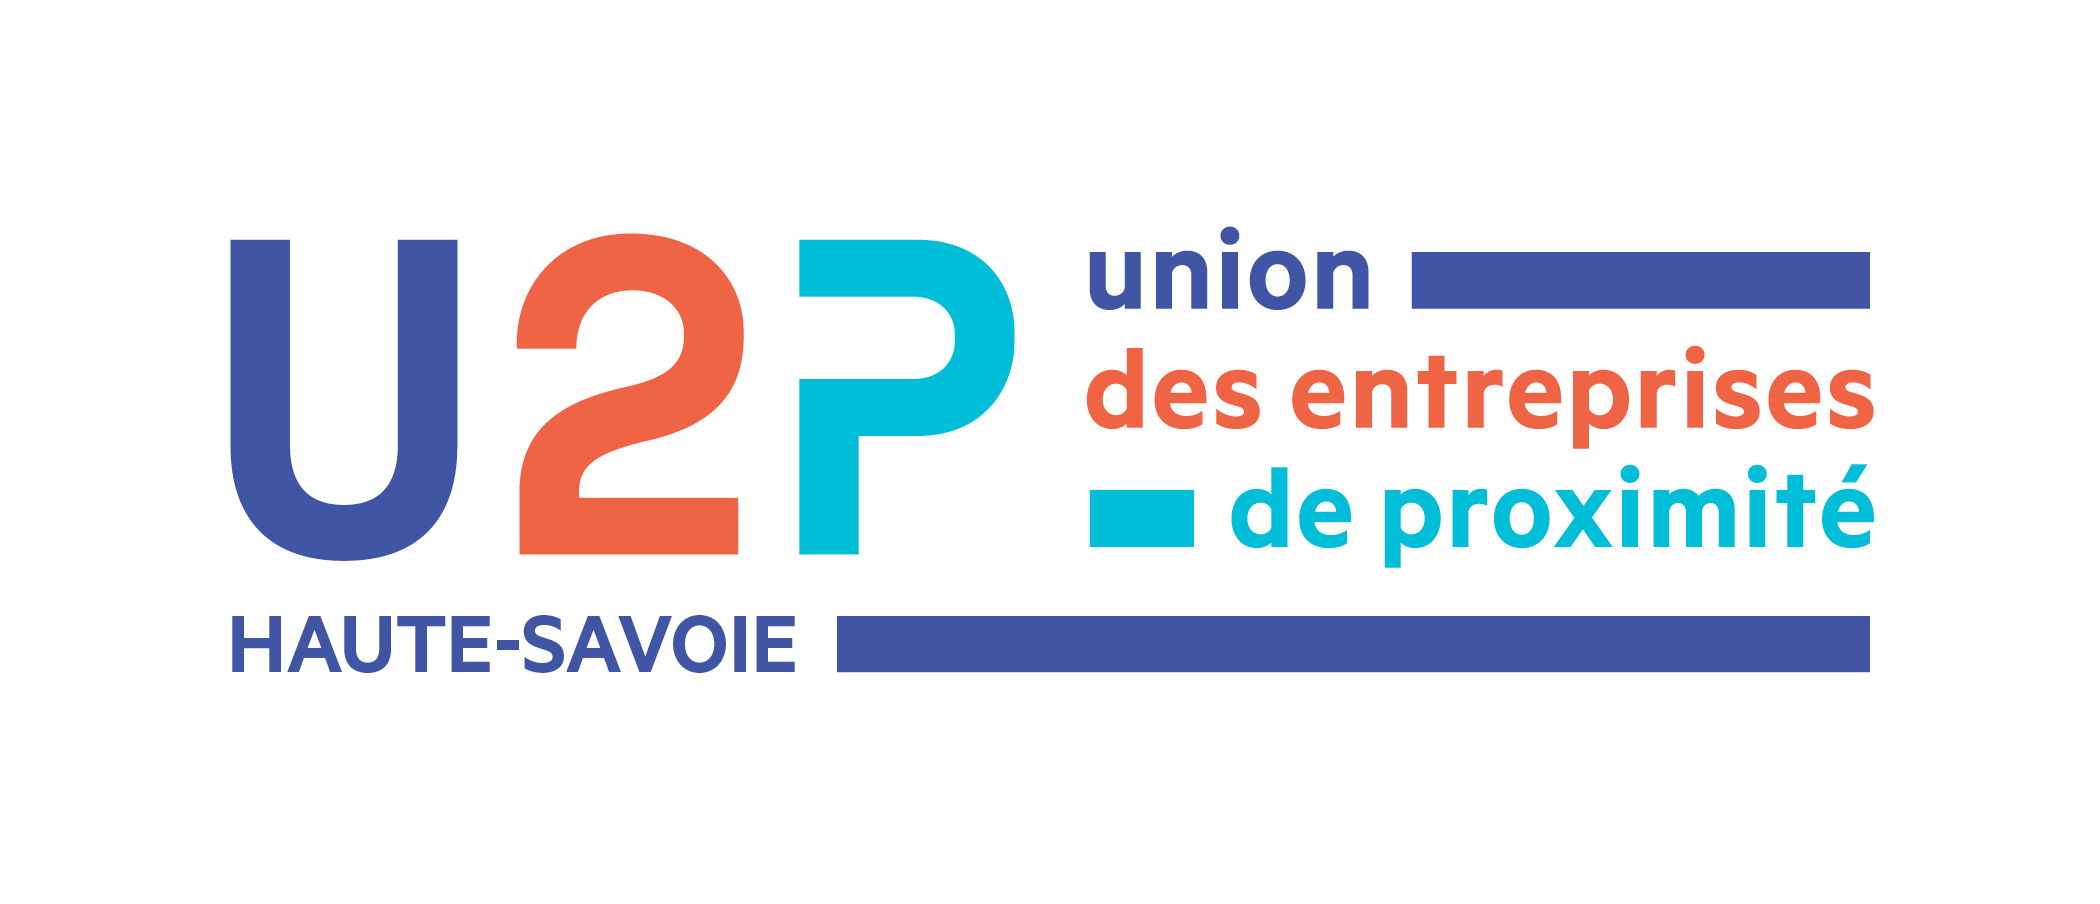 U2P
union
des entreprises
de proximité
HAUTE-SAVOIE